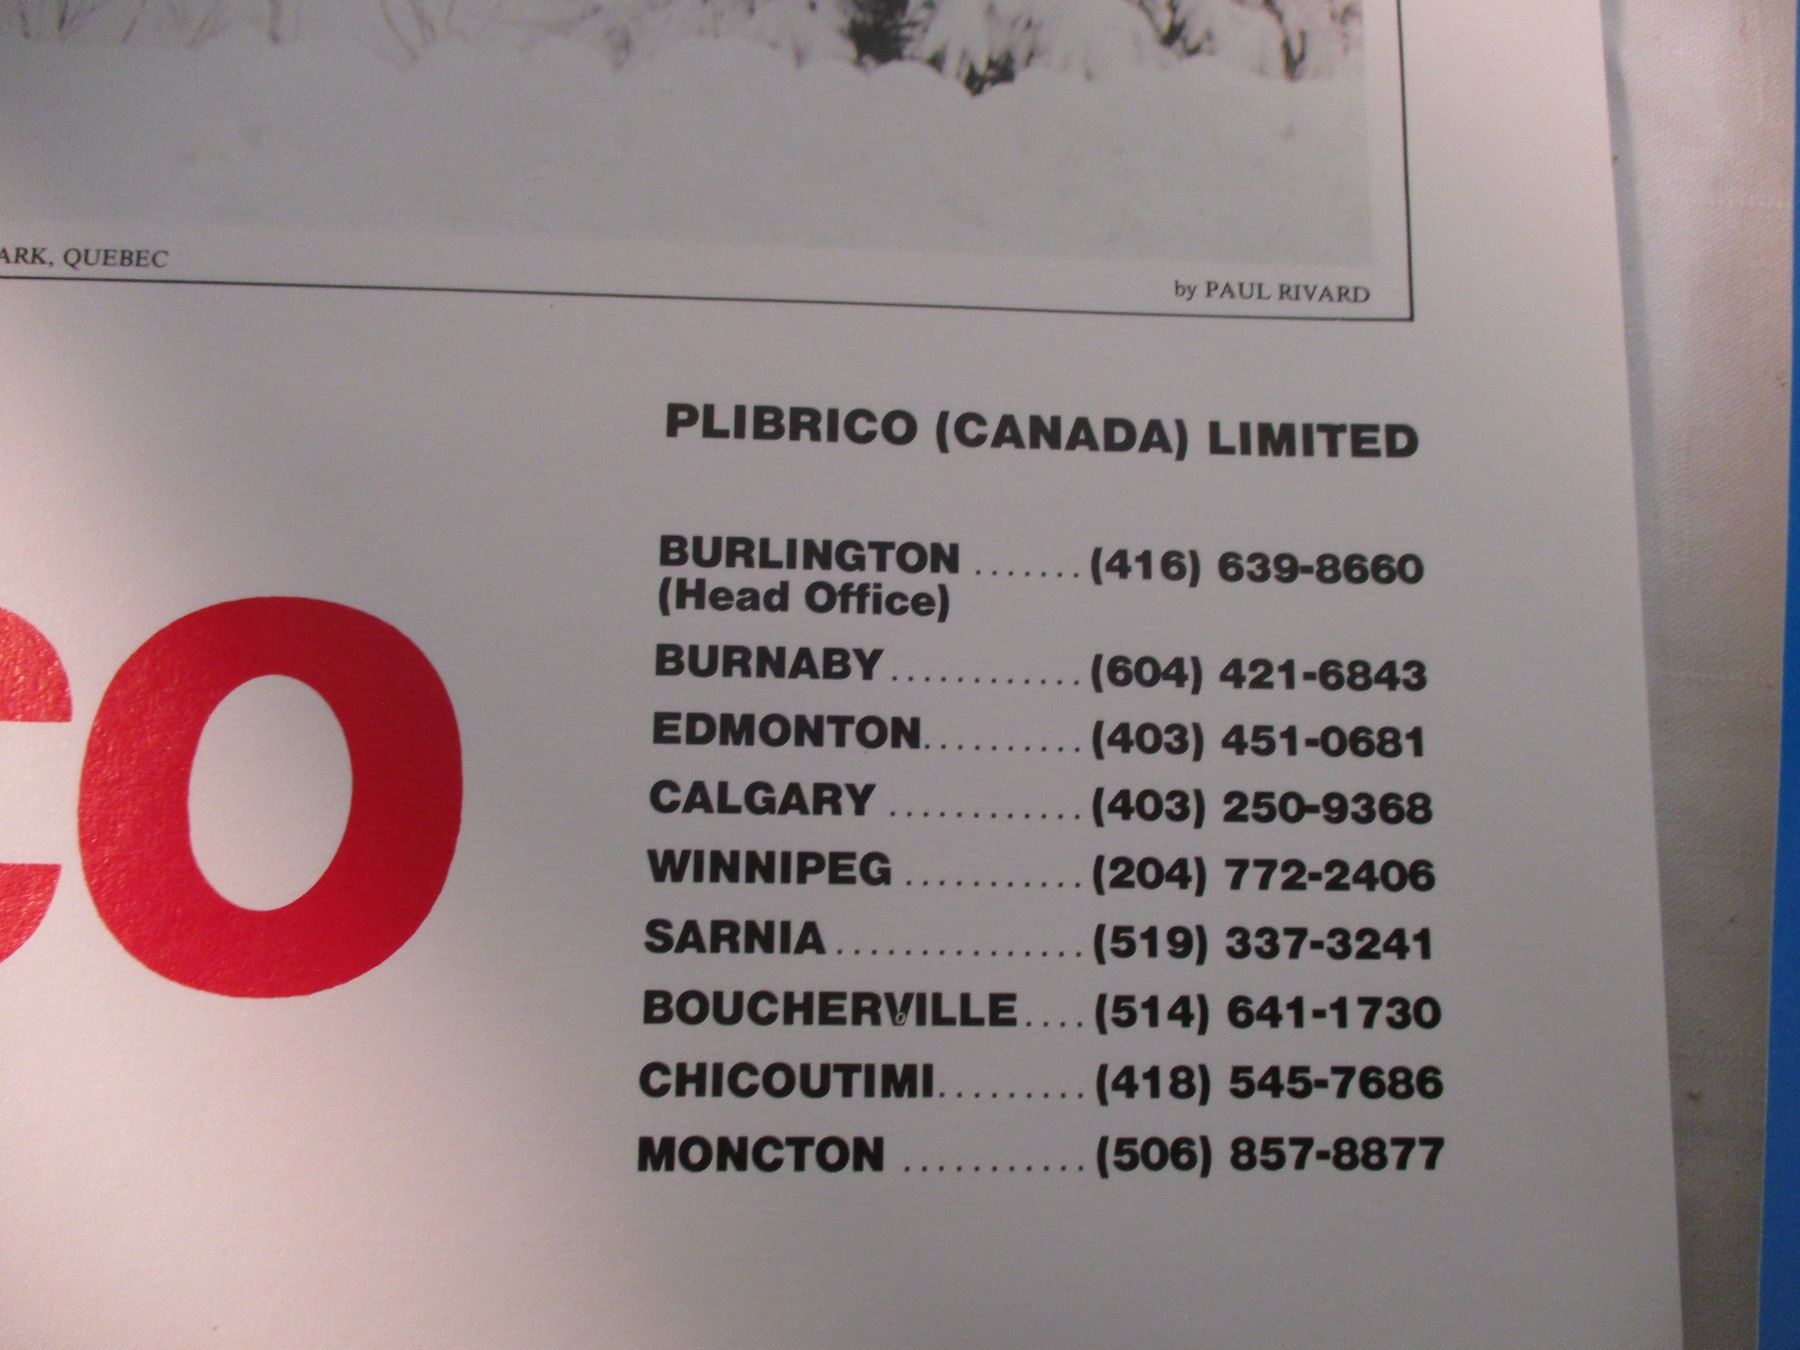 ARK, QUEBEC
by PAUL RIVARD
PLIBRICO (CANADA) LIMITED
BURLINGTON ....... (416) 639-8660
(Head Office)
BURNABY ............ (604) 421-6843
EDMONTON .......... (403) 451-0681
CALGARY ............ (403) 250-9368
WINNIPEG ........... (204) 772-2406
SARNIA .............. (519) 337-3241
BOUCHERVILLE .... (514) 641-1730
CHICOUTIMI ......... (418) 545-7686
MONCTON ........... (506) 857-8877
CO